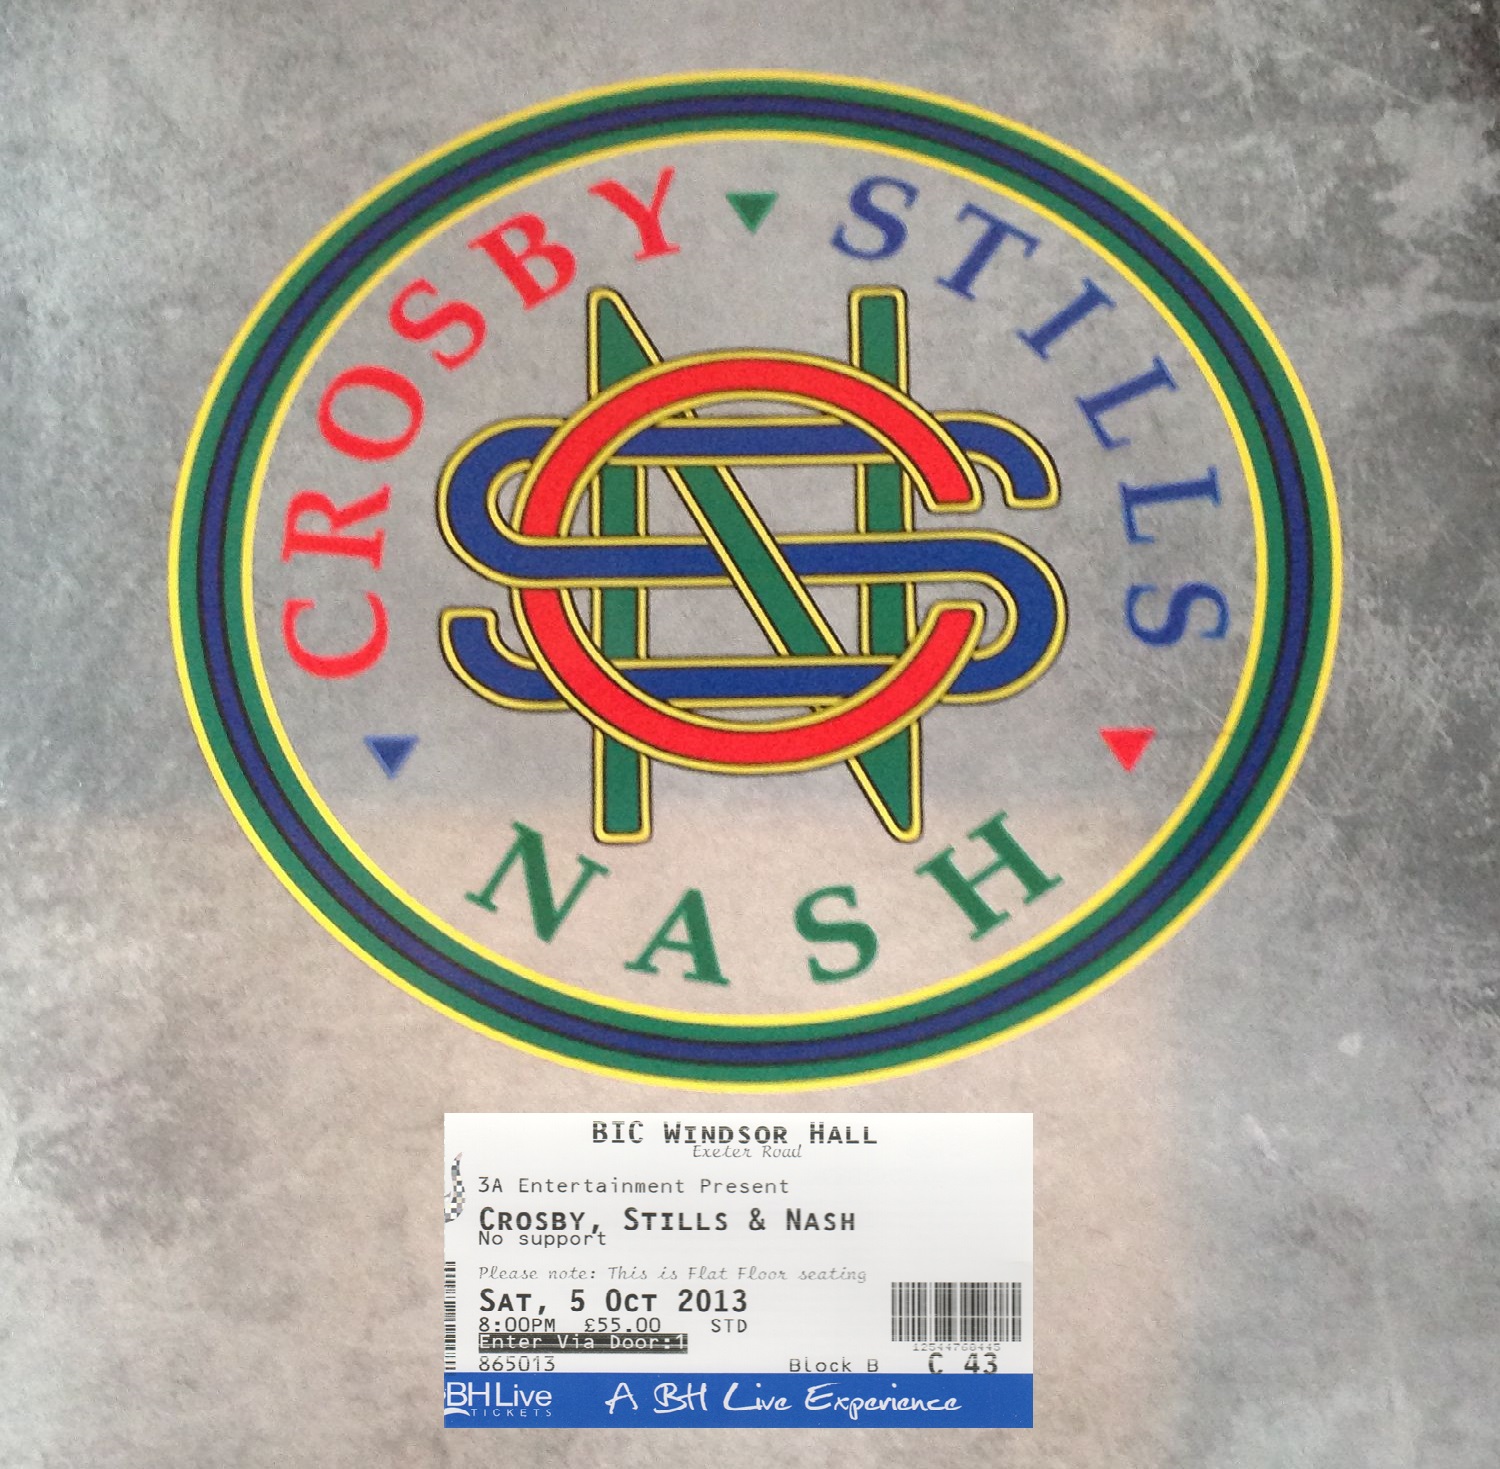 CROSBY STILLS
NASH
CSN
BIC WINDSOR HALL
Exeter Road
3A Entertainment Present
CROSBY, STILLS & NASH
No support
Please note: This is Flat Floor seating
SAT, 5 OCT 2013
8:00PM £55.00 STD
Enter Via Door:1
12544760445
865013 Block B C 43
BH Live A BH Live Experience
TICKETS